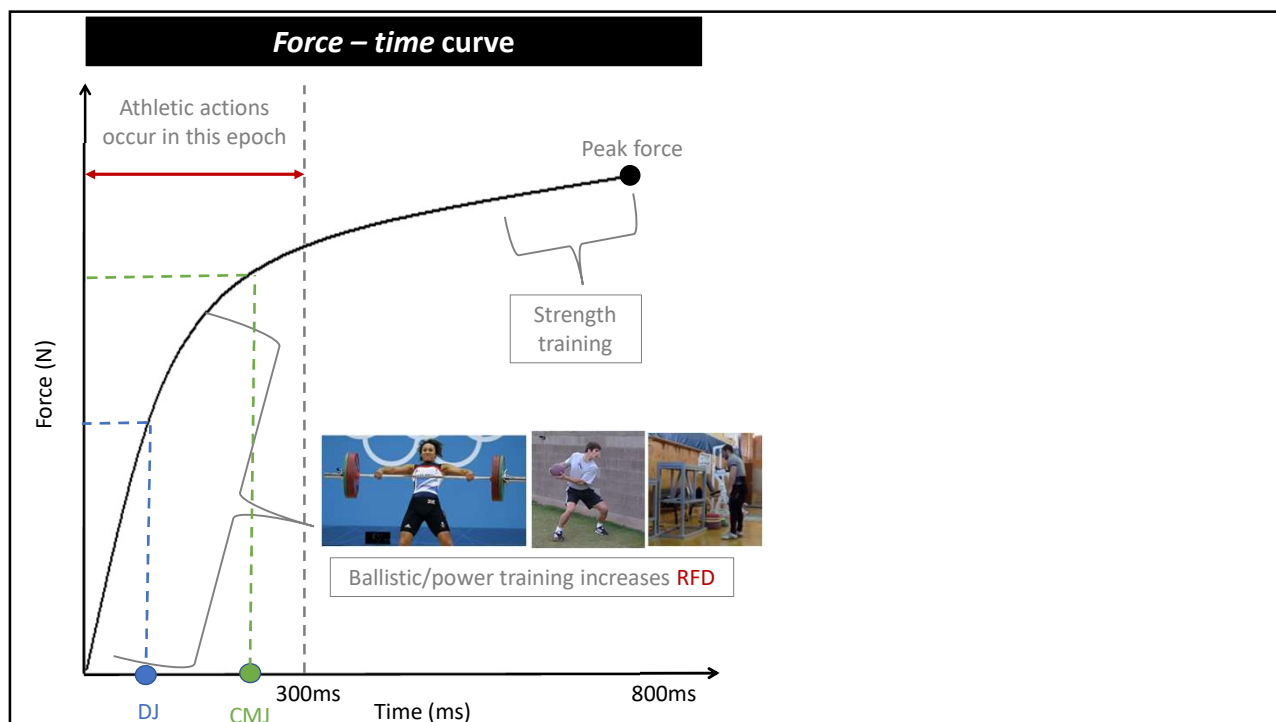 Force – time curve
Athletic actions
occur in this epoch
Peak force
Strength
training
Force (N)
Ballistic/power training increases RFD
300ms
800ms
DJ
CMJ
Time (ms)